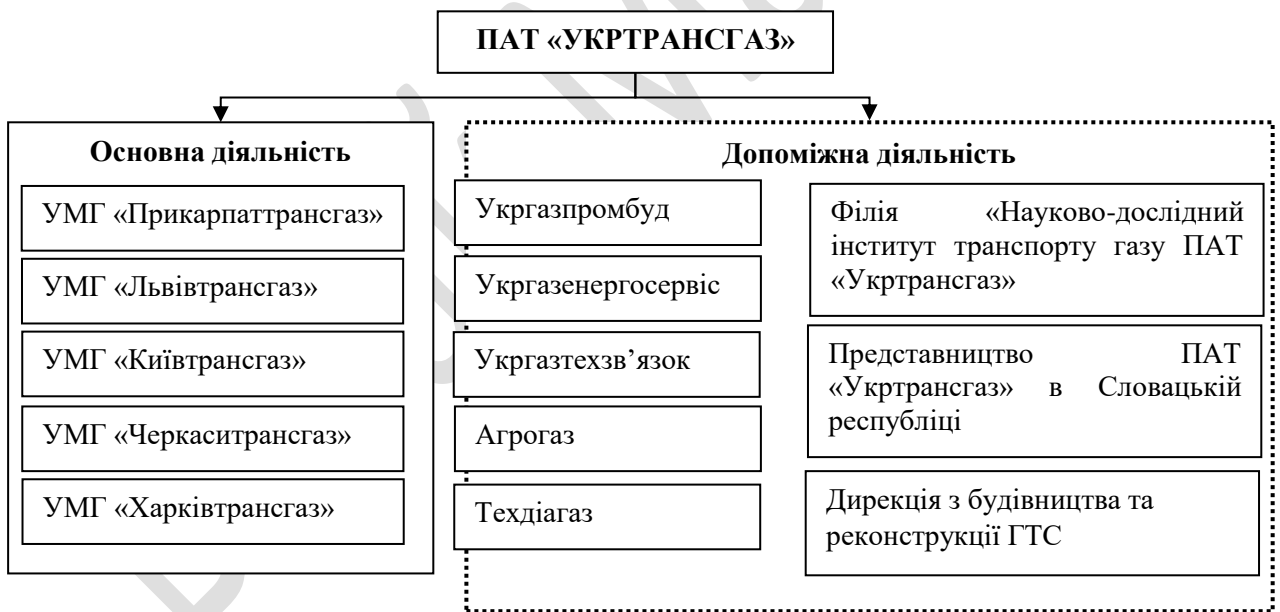 ПАТ «УКРТРАНСГАЗ»
Основна діяльність
УМГ «Прикарпаттрансгаз»
УМГ «Львівтрансгаз»
УМГ «Київтрансгаз»
УМГ «Черкаситрансгаз»
УМГ «Харківтрансгаз»
Допоміжна діяльність
Укргазпромбуд
Укргазенергосервіс
Укргазтехзв’язок
Агрогаз
Техдіагаз
Філія «Науково-дослідний
інститут транспорту газу ПАТ
«Укртрансгаз»
Представництво ПАТ
«Укртрансгаз» в Словацькій
республіці
Дирекція з будівництва та
реконструкції ГТС